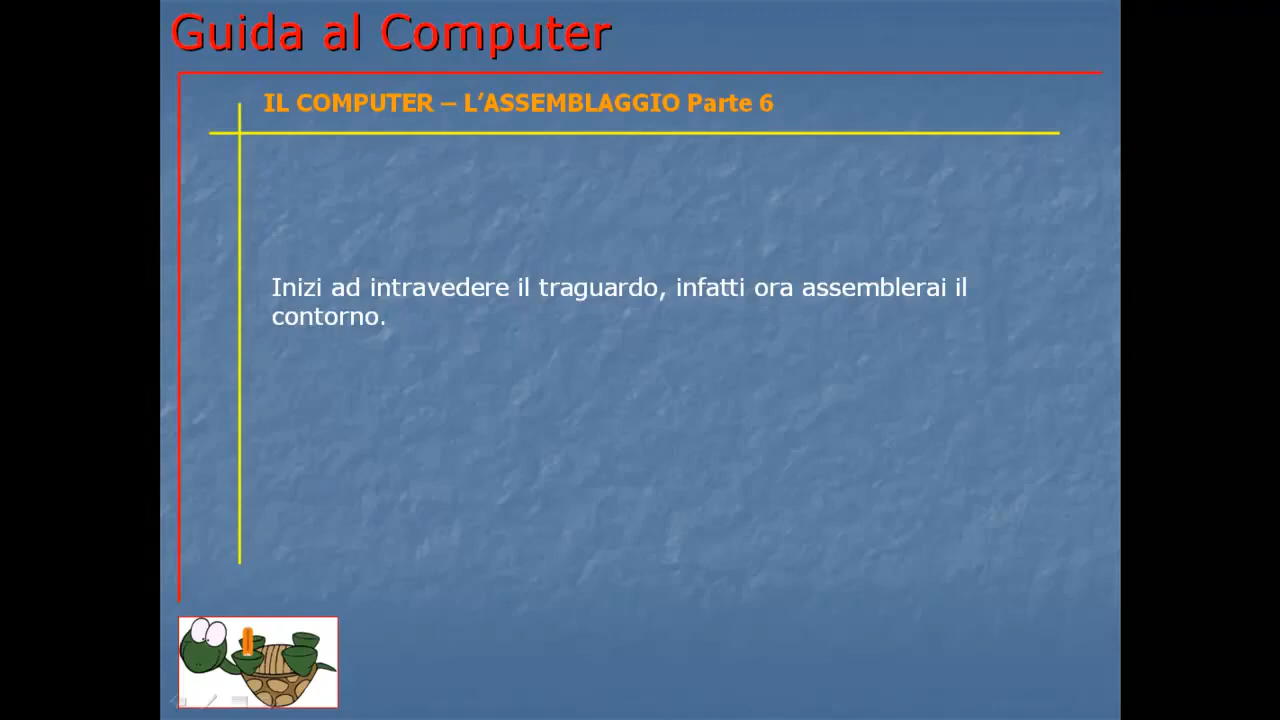 Guida al Computer
IL COMPUTER – L’ASSEMBLAGGIO Parte 6
Inizi ad intravedere il traguardo, infatti ora assemblerai il
contorno.